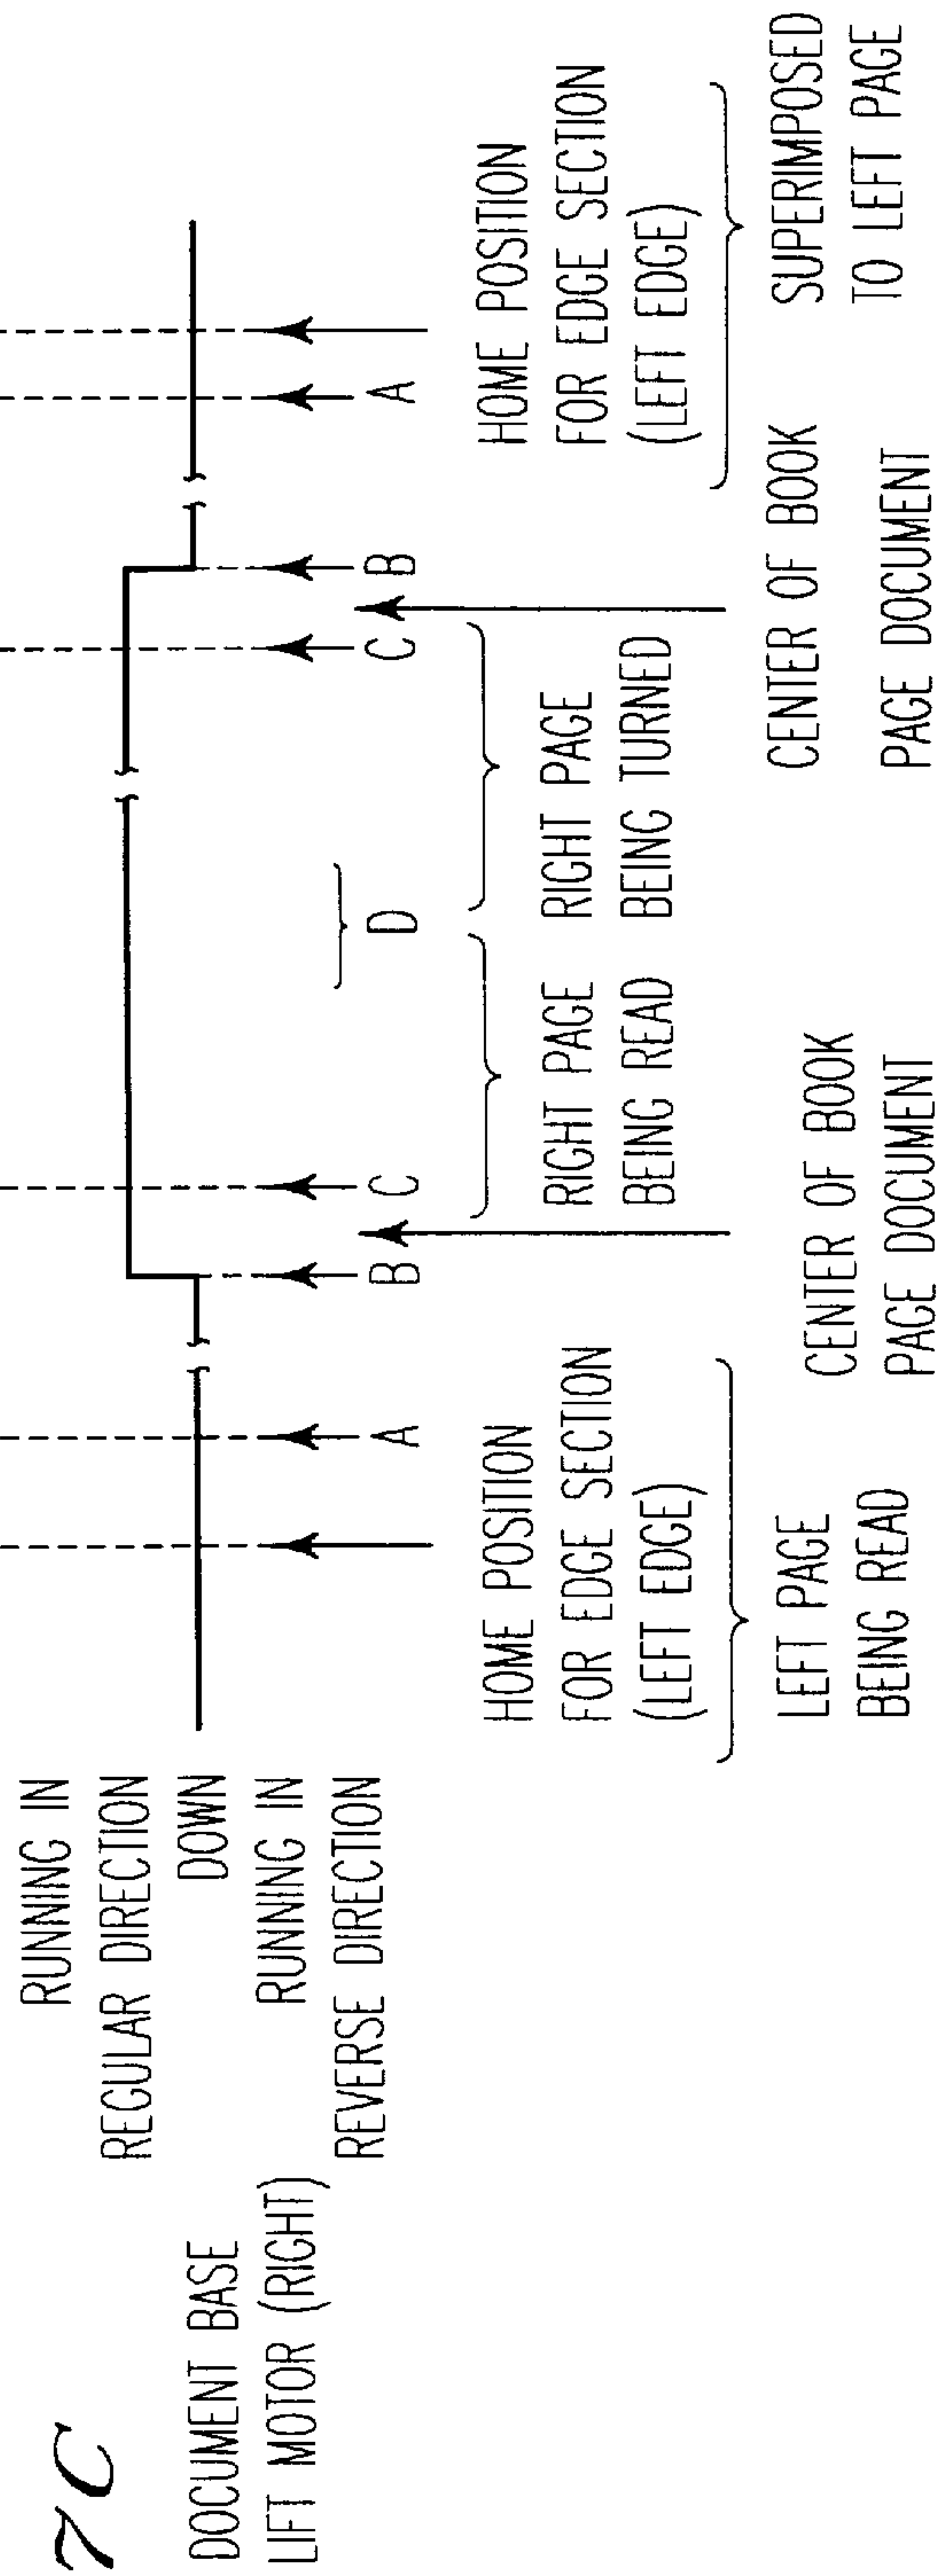 7C
RUNNING IN
REGULAR DIRECTION
DOCUMENT BASE
DOWN
LIFT MOTOR (RIGHT)
RUNNING IN
REVERSE DIRECTION
A
B
C
D
C
B
A
HOME POSITION
FOR EDGE SECTION
(LEFT EDGE)
RIGHT PAGE
BEING READ
RIGHT PAGE
BEING TURNED
HOME POSITION
FOR EDGE SECTION
(LEFT EDGE)
LEFT PAGE
BEING READ
CENTER OF BOOK
PAGE DOCUMENT
CENTER OF BOOK
PAGE DOCUMENT
SUPERIMPOSED
TO LEFT PAGE